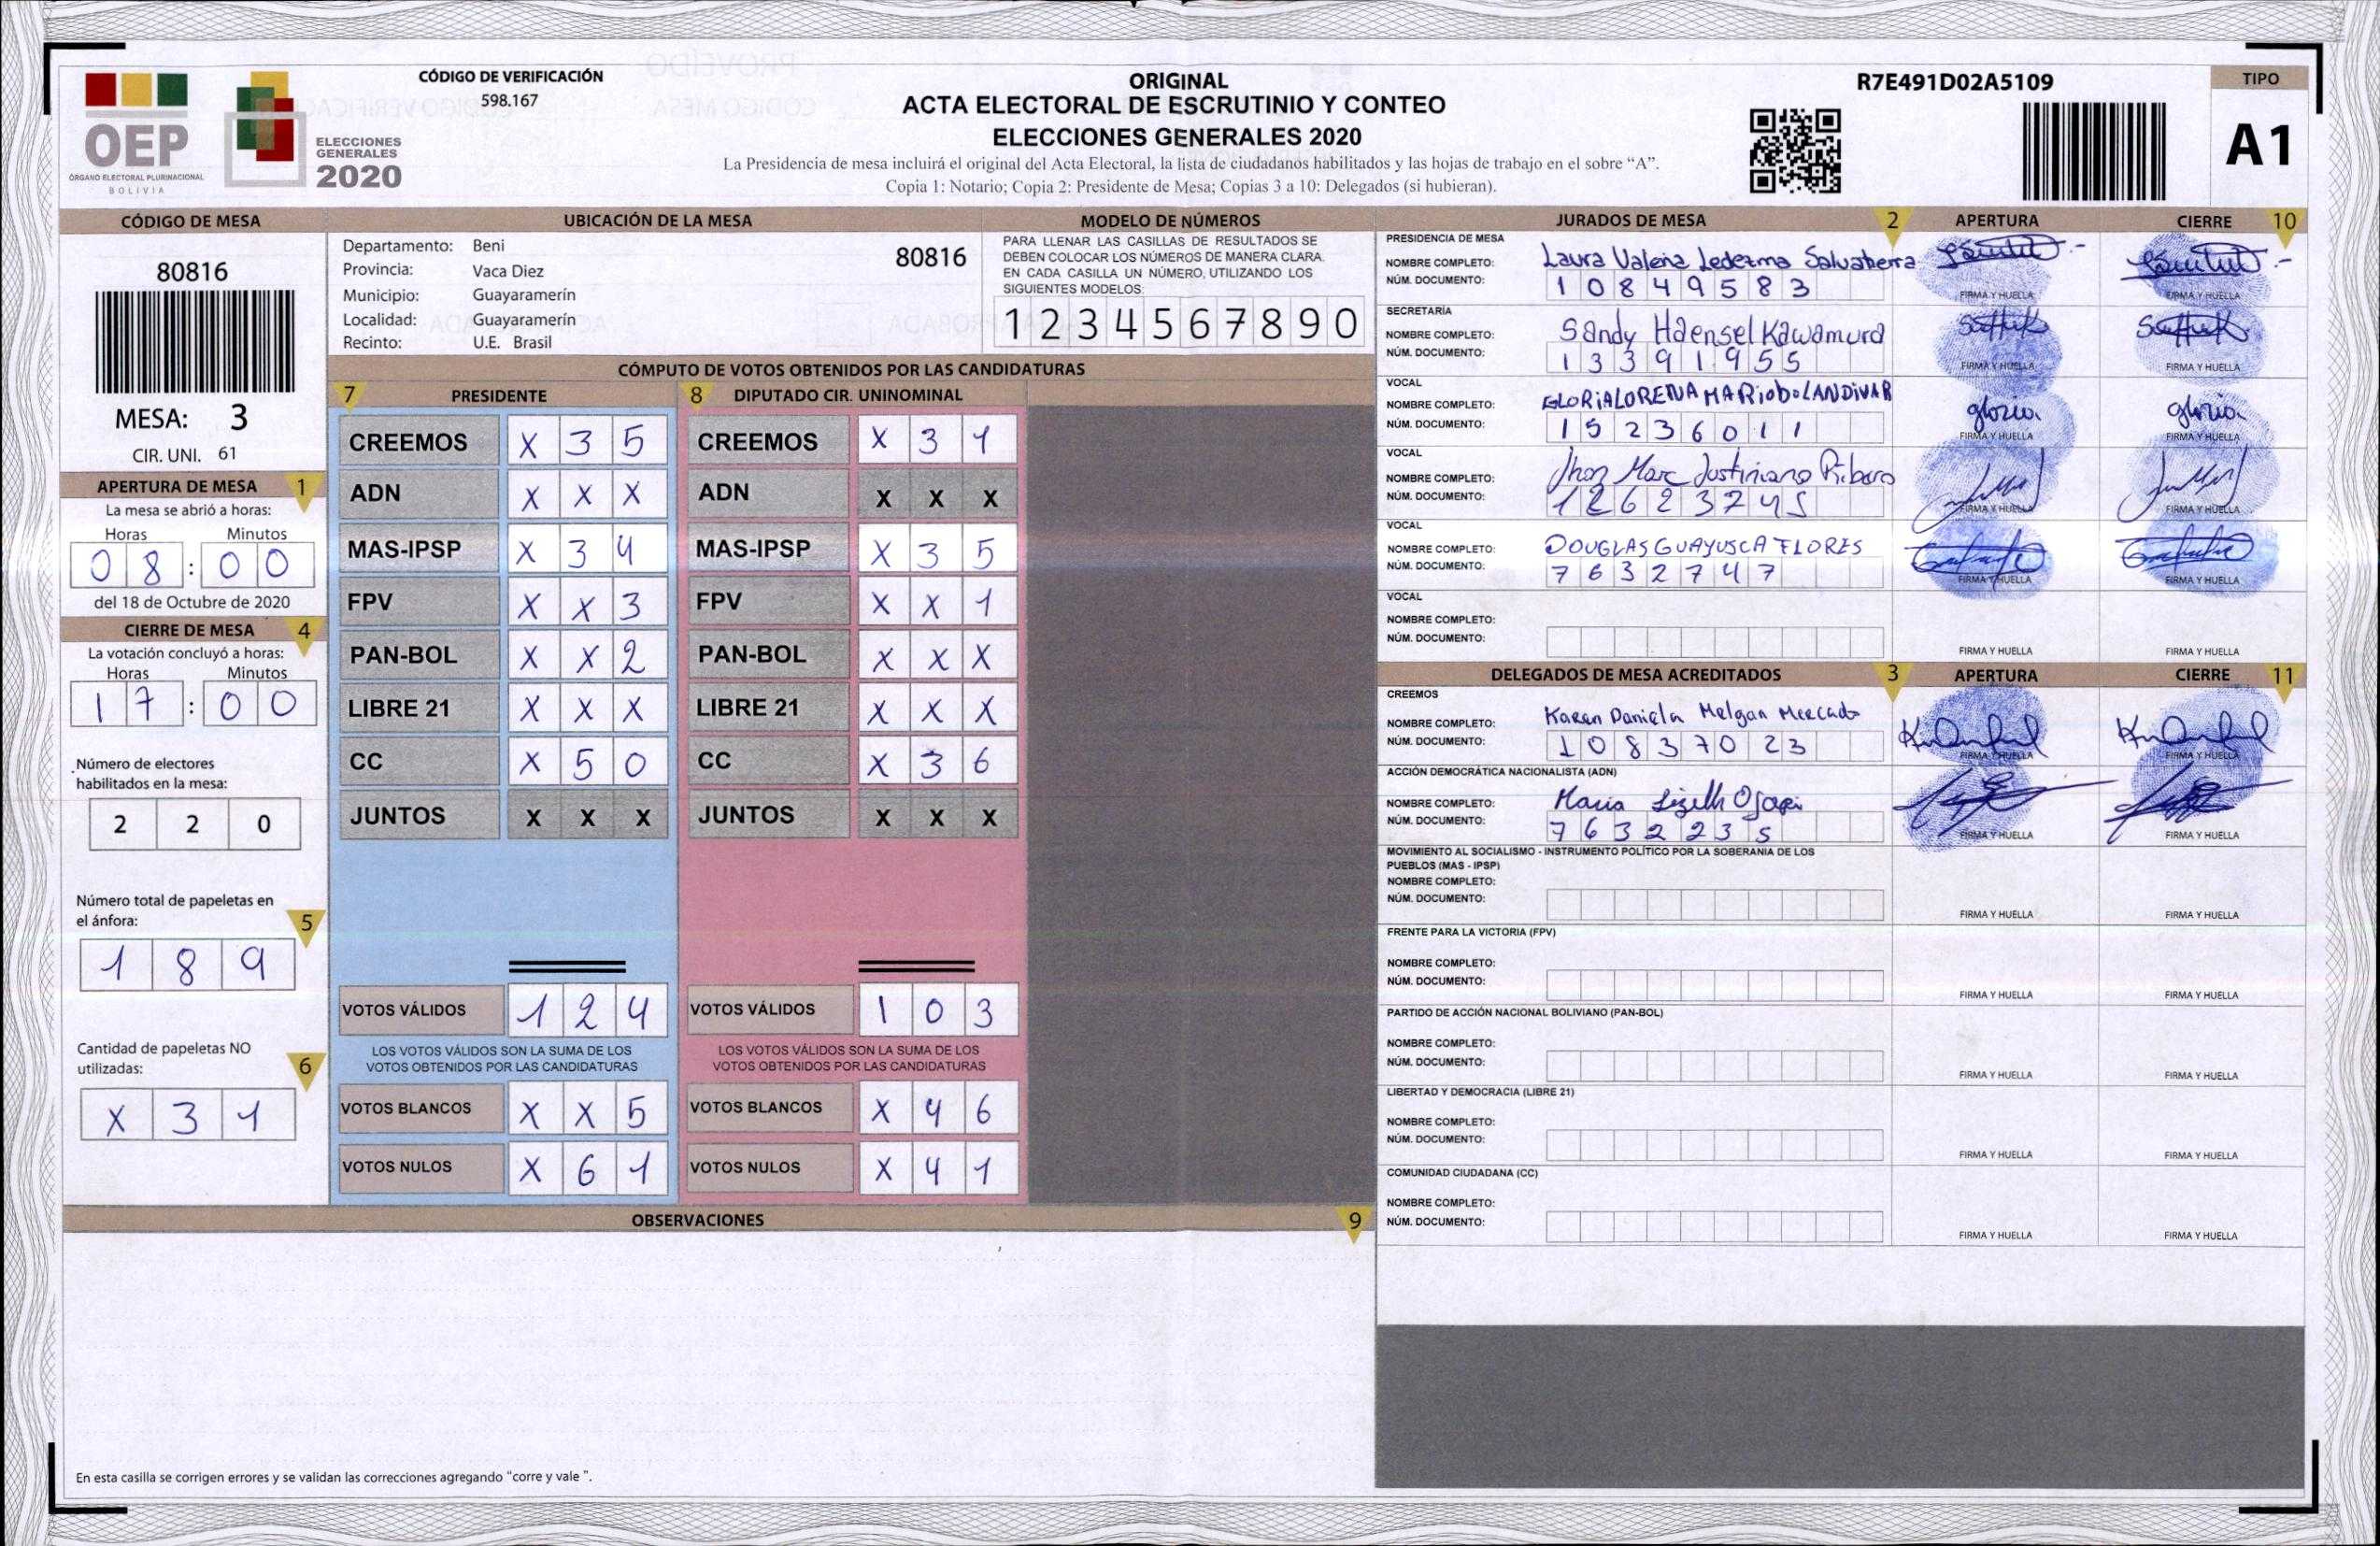 CÓDIGO DE VERIFICACIÓN
598.167
OEP
ÓRGANO ELECTORAL PLURINACIONAL
BOLIVIA
ELECCIONES
GENERALES
2020
ORIGINAL
ACTA ELECTORAL DE ESCRUTINIO Y CONTEO
ELECCIONES GENERALES 2020
La Presidencia de mesa incluirá el original del Acta Electoral, la lista de ciudadanos habilitados y las hojas de trabajo en el sobre “A”.
Copia 1: Notario; Copia 2: Presidente de Mesa; Copias 3 a 10: Delegados (si hubieran).
R7E491D02A5109
TIPO
A1
CÓDIGO DE MESA
80816
MESA: 3
CIR. UNI. 61
APERTURA DE MESA 1
La mesa se abrió a horas:
Horas Minutos
0 8 : 0 0
del 18 de Octubre de 2020
CIERRE DE MESA 4
La votación concluyó a horas:
Horas Minutos
1 7 : 0 0
Número de electores
habilitados en la mesa:
2 2 0
Número total de papeletas en
el ánfora: 5
1 8 9
Cantidad de papeletas NO
utilizadas: 6
X 3 1
UBICACIÓN DE LA MESA
Departamento: Beni
Provincia: Vaca Diez
Municipio: Guayaramerín
Localidad: Guayaramerín
Recinto: U.E. Brasil
80816
MODELO DE NÚMEROS
PARA LLENAR LAS CASILLAS DE RESULTADOS SE
DEBEN COLOCAR LOS NÚMEROS DE MANERA CLARA.
EN CADA CASILLA UN NÚMERO, UTILIZANDO LOS
SIGUIENTES MODELOS:
1 2 3 4 5 6 7 8 9 0
CÓMPUTO DE VOTOS OBTENIDOS POR LAS CANDIDATURAS
7 PRESIDENTE
CREEMOS X 3 5
ADN X X X
MAS-IPSP X 3 4
FPV X X 3
PAN-BOL X X 2
LIBRE 21 X X X
CC X 5 0
JUNTOS X X X
VOTOS VÁLIDOS 1 2 4
LOS VOTOS VÁLIDOS SON LA SUMA DE LOS
VOTOS OBTENIDOS POR LAS CANDIDATURAS
VOTOS BLANCOS X X 5
VOTOS NULOS X 6 1
8 DIPUTADO CIR. UNINOMINAL
CREEMOS X 3 1
ADN X X X
MAS-IPSP X 3 5
FPV X X 1
PAN-BOL X X X
LIBRE 21 X X X
CC X 3 6
JUNTOS X X X
VOTOS VÁLIDOS 1 0 3
LOS VOTOS VÁLIDOS SON LA SUMA DE LOS
VOTOS OBTENIDOS POR LAS CANDIDATURAS
VOTOS BLANCOS X 4 6
VOTOS NULOS X 4 1
OBSERVACIONES 9
En esta casilla se corrigen errores y se validan las correcciones agregando “corre y vale ”.
JURADOS DE MESA 2 APERTURA CIERRE 10
PRESIDENCIA DE MESA
NOMBRE COMPLETO: Laura Valeria Ledezma Salvatierra
NÚM. DOCUMENTO: 1 0 8 4 9 5 8 3
FIRMA Y HUELLA FIRMA Y HUELLA
SECRETARÍA
NOMBRE COMPLETO: Sandy Haensel Kawamura
NÚM. DOCUMENTO: 1 3 3 9 1 9 5 5
FIRMA Y HUELLA FIRMA Y HUELLA
VOCAL
NOMBRE COMPLETO: GLORIA LORENA MARiobo LANDIVAR
NÚM. DOCUMENTO: 1 5 2 3 6 0 1 1
gloria. gloria.
FIRMA Y HUELLA FIRMA Y HUELLA
VOCAL
NOMBRE COMPLETO: Jhon Marc Justiniano Ribero
NÚM. DOCUMENTO: 1 2 6 2 3 7 4 5
FIRMA Y HUELLA FIRMA Y HUELLA
VOCAL
NOMBRE COMPLETO: DOUGLAS GUAYUSCA FLORES
NÚM. DOCUMENTO: 7 6 3 2 7 4 7
FIRMA Y HUELLA FIRMA Y HUELLA
VOCAL
NOMBRE COMPLETO:
NÚM. DOCUMENTO:
FIRMA Y HUELLA FIRMA Y HUELLA
DELEGADOS DE MESA ACREDITADOS 3 APERTURA CIERRE 11
CREEMOS
NOMBRE COMPLETO: Karen Daniela Melgar Mercado
NÚM. DOCUMENTO: 1 0 8 3 7 0 2 3
FIRMA Y HUELLA FIRMA Y HUELLA
ACCIÓN DEMOCRÁTICA NACIONALISTA (ADN)
NOMBRE COMPLETO: Maria
NÚM. DOCUMENTO: 7 6 3 2 2 3 5
FIRMA Y HUELLA FIRMA Y HUELLA
MOVIMIENTO AL SOCIALISMO - INSTRUMENTO POLÍTICO POR LA SOBERANIA DE LOS
PUEBLOS (MAS - IPSP)
NOMBRE COMPLETO:
NÚM. DOCUMENTO:
FIRMA Y HUELLA FIRMA Y HUELLA
FRENTE PARA LA VICTORIA (FPV)
NOMBRE COMPLETO:
NÚM. DOCUMENTO:
FIRMA Y HUELLA FIRMA Y HUELLA
PARTIDO DE ACCIÓN NACIONAL BOLIVIANO (PAN-BOL)
NOMBRE COMPLETO:
NÚM. DOCUMENTO:
FIRMA Y HUELLA FIRMA Y HUELLA
LIBERTAD Y DEMOCRACIA (LIBRE 21)
NOMBRE COMPLETO:
NÚM. DOCUMENTO:
FIRMA Y HUELLA FIRMA Y HUELLA
COMUNIDAD CIUDADANA (CC)
NOMBRE COMPLETO:
NÚM. DOCUMENTO:
FIRMA Y HUELLA FIRMA Y HUELLA